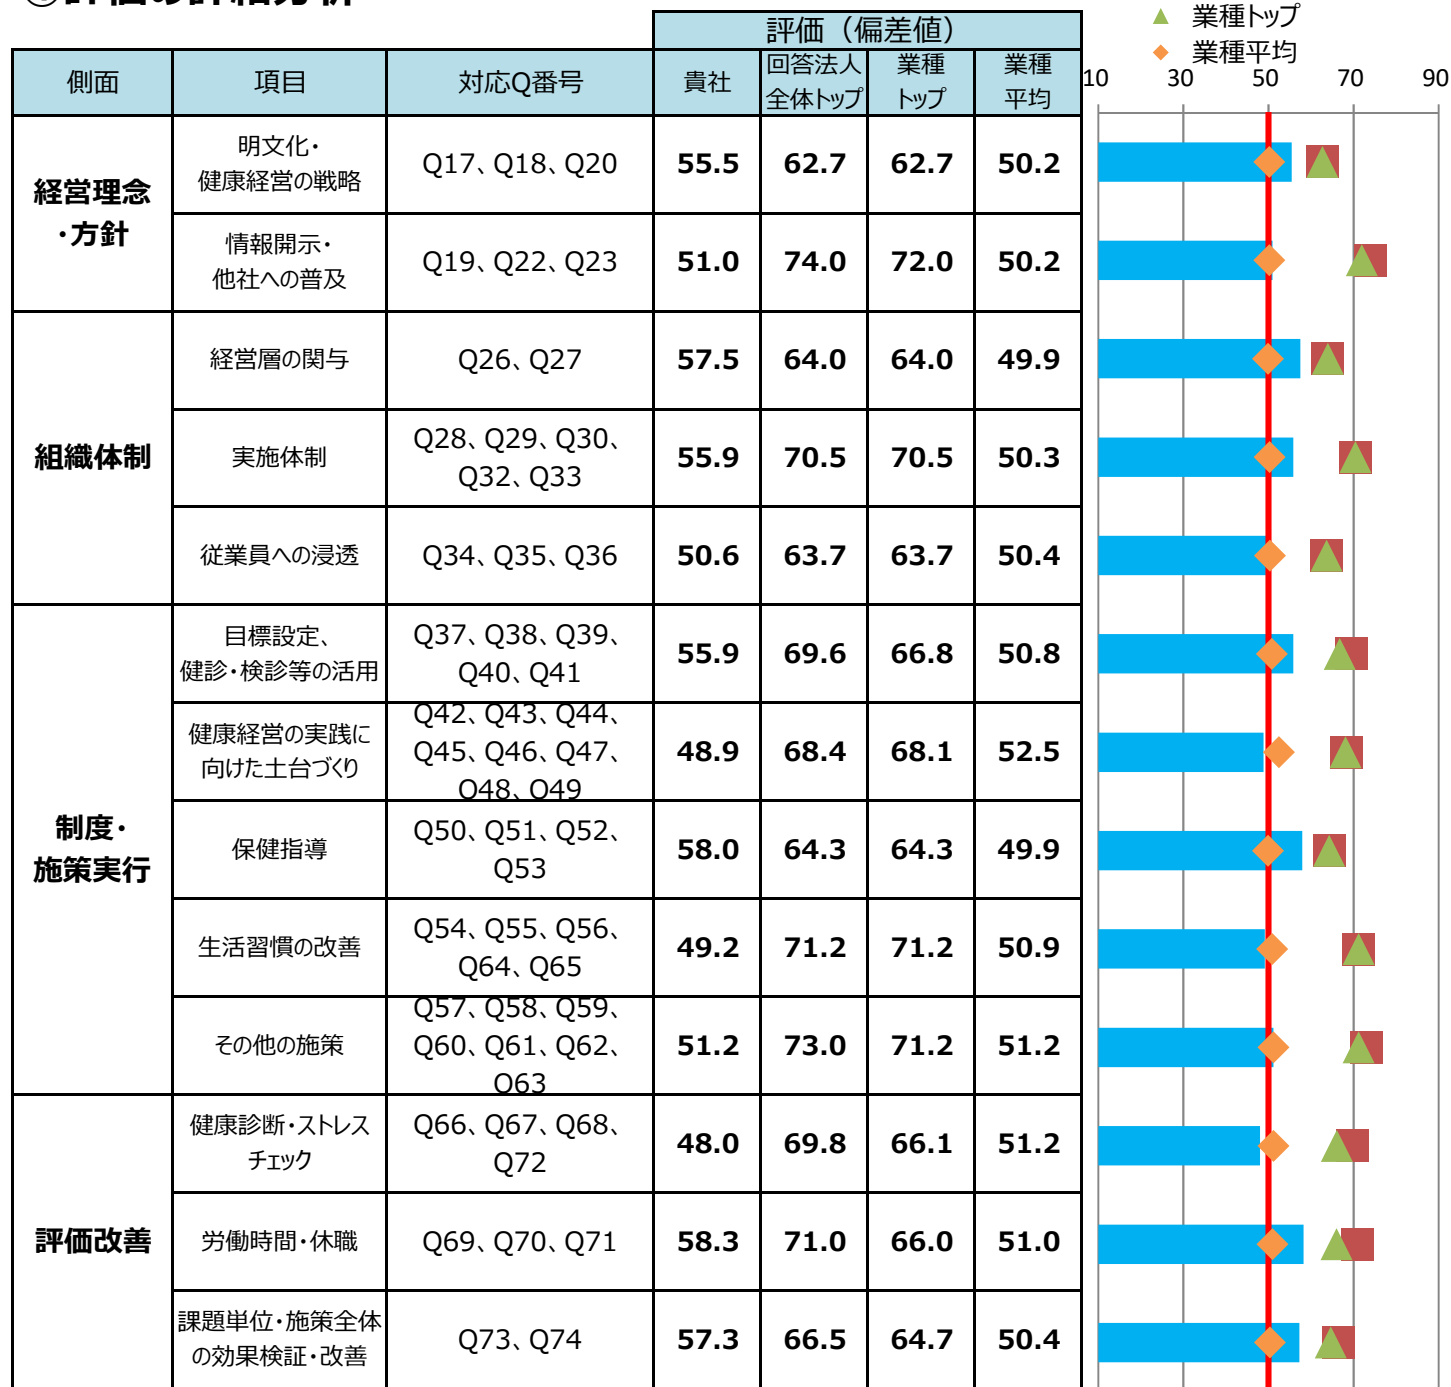 ①評価の詳細分析
▲ 業種トップ
◆ 業種平均
評価（偏差値）
側面 項目 対応Q番号 貴社 回答法人全体トップ 業種トップ 業種平均
10 30 50 70 90
経営理念・方針
明文化・健康経営の戦略 Q17、Q18、Q20 55.5 62.7 62.7 50.2
情報開示・他社への普及 Q19、Q22、Q23 51.0 74.0 72.0 50.2
組織体制
経営層の関与 Q26、Q27 57.5 64.0 64.0 49.9
実施体制 Q28、Q29、Q30、Q32、Q33 55.9 70.5 70.5 50.3
従業員への浸透 Q34、Q35、Q36 50.6 63.7 63.7 50.4
制度・施策実行
目標設定、健診・検診等の活用 Q37、Q38、Q39、Q40、Q41 55.9 69.6 66.8 50.8
健康経営の実践に向けた土台づくり Q42、Q43、Q44、Q45、Q46、Q47、Q48、Q49 48.9 68.4 68.1 52.5
保健指導 Q50、Q51、Q52、Q53 58.0 64.3 64.3 49.9
生活習慣の改善 Q54、Q55、Q56、Q64、Q65 49.2 71.2 71.2 50.9
その他の施策 Q57、Q58、Q59、Q60、Q61、Q62、Q63 51.2 73.0 71.2 51.2
評価改善
健康診断・ストレスチェック Q66、Q67、Q68、Q72 48.0 69.8 66.1 51.2
労働時間・休職 Q69、Q70、Q71 58.3 71.0 66.0 51.0
課題単位・施策全体の効果検証・改善 Q73、Q74 57.3 66.5 64.7 50.4